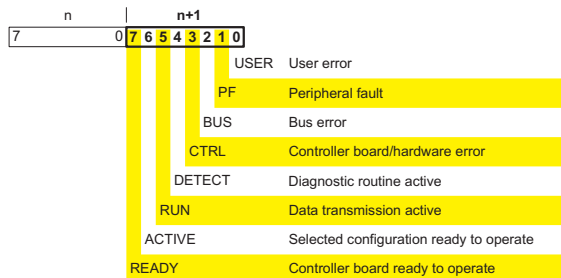 n n+1
7 0 7 6 5 4 3 2 1 0
USER User error
PF Peripheral fault
BUS Bus error
CTRL Controller board/hardware error
DETECT Diagnostic routine active
RUN Data transmission active
ACTIVE Selected configuration ready to operate
READY Controller board ready to operate